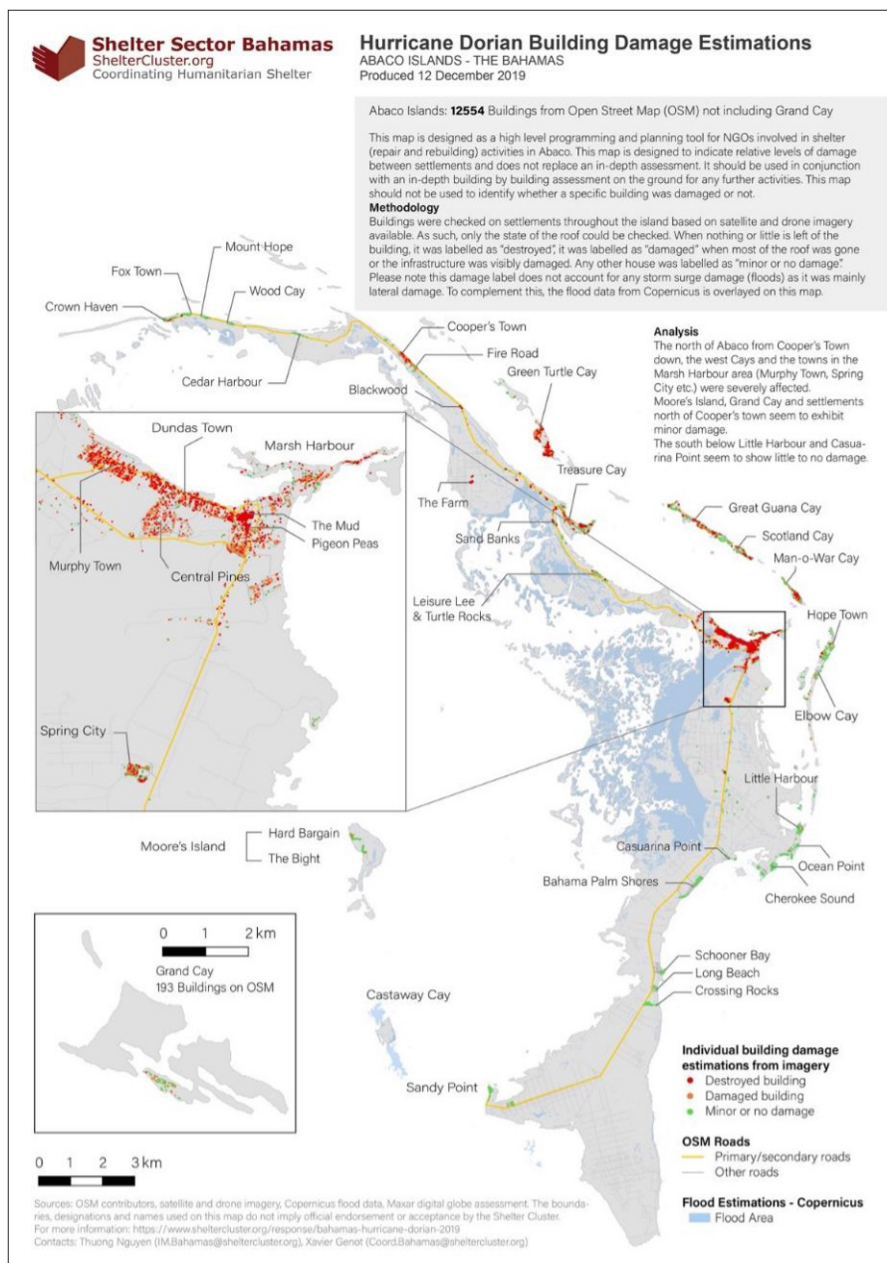 Shelter Sector Bahamas
ShelterCluster.org
Coordinating Humanitarian Shelter
Hurricane Dorian Building Damage Estimations
ABACO ISLANDS - THE BAHAMAS
Produced 12 December 2019
Abaco Islands: 12554 Buildings from Open Street Map (OSM) not including Grand Cay
This map is designed as a high level programming and planning tool for NGOs involved in shelter
(repair and rebuilding) activities in Abaco. This map is designed to indicate relative levels of damage
between settlements and does not replace an in-depth assessment. It should be used in conjunction
with an in-depth building by building assessment on the ground for any further activities. This map
should not be used to identify whether a specific building was damaged or not.
Methodology
Buildings were checked on settlements throughout the island based on satellite and drone imagery
available. As such, only the state of the roof could be checked. When nothing or little is left of the
building, it was labelled as "destroyed", it was labelled as "damaged" when most of the roof was gone
or the infrastructure was visibly damaged. Any other house was labelled as "minor or no damage."
Please note this damage label does not account for any storm surge damage (floods) as it was mainly
lateral damage. To complement this, the flood data from Copernicus is overlayed on this map.
Mount Hope
Fox Town
Wood Cay
Crown Haven
Cedar Harbour
Cooper's Town
Fire Road
Green Turtle Cay
Blackwood
Analysis
The north of Abaco from Cooper's Town
down, the west Cays and the towns in the
Marsh Harbour area (Murphy Town, Spring
City etc.) were severely affected.
Moore's Island, Grand Cay and settlements
north of Cooper's town seem to exhibit
minor damage.
The south below Little Harbour and Casua-
rina Point seem to show little to no damage.
Dundas Town
Marsh Harbour
The Mud
Pigeon Peas
Murphy Town
Central Pines
Spring City
The Farm
Treasure Cay
Sand Banks
Leisure Lee
& Turtle Rocks
Great Guana Cay
Scotland Cay
Man-o-War Cay
Hope Town
Elbow Cay
Little Harbour
Moore's Island
Hard Bargain
The Bight
Casuarina Point
Ocean Point
Bahama Palm Shores
Cherokee Sound
0 1 2 km
Grand Cay
193 Buildings on OSM
Schooner Bay
Long Beach
Crossing Rocks
Castaway Cay
Sandy Point
Individual building damage
estimations from imagery
Destroyed building
Damaged building
Minor or no damage
OSM Roads
Primary/secondary roads
Other roads
Flood Estimations - Copernicus
Flood Area
0 1 2 3 km
Sources: OSM contributors, satellite and drone imagery, Copernicus flood data, Maxar digital globe assessment. The bounda-
ries, designations and names used on this map do not imply official endorsement or acceptance by the Shelter Cluster.
For more information: https://www.sheltercluster.org/response/bahamas-hurricane-dorian-2019
Contacts: Thuong Nguyen (IM.Bahamas@sheltercluster.org), Xavier Genot (Coord.Bahamas@sheltercluster.org)